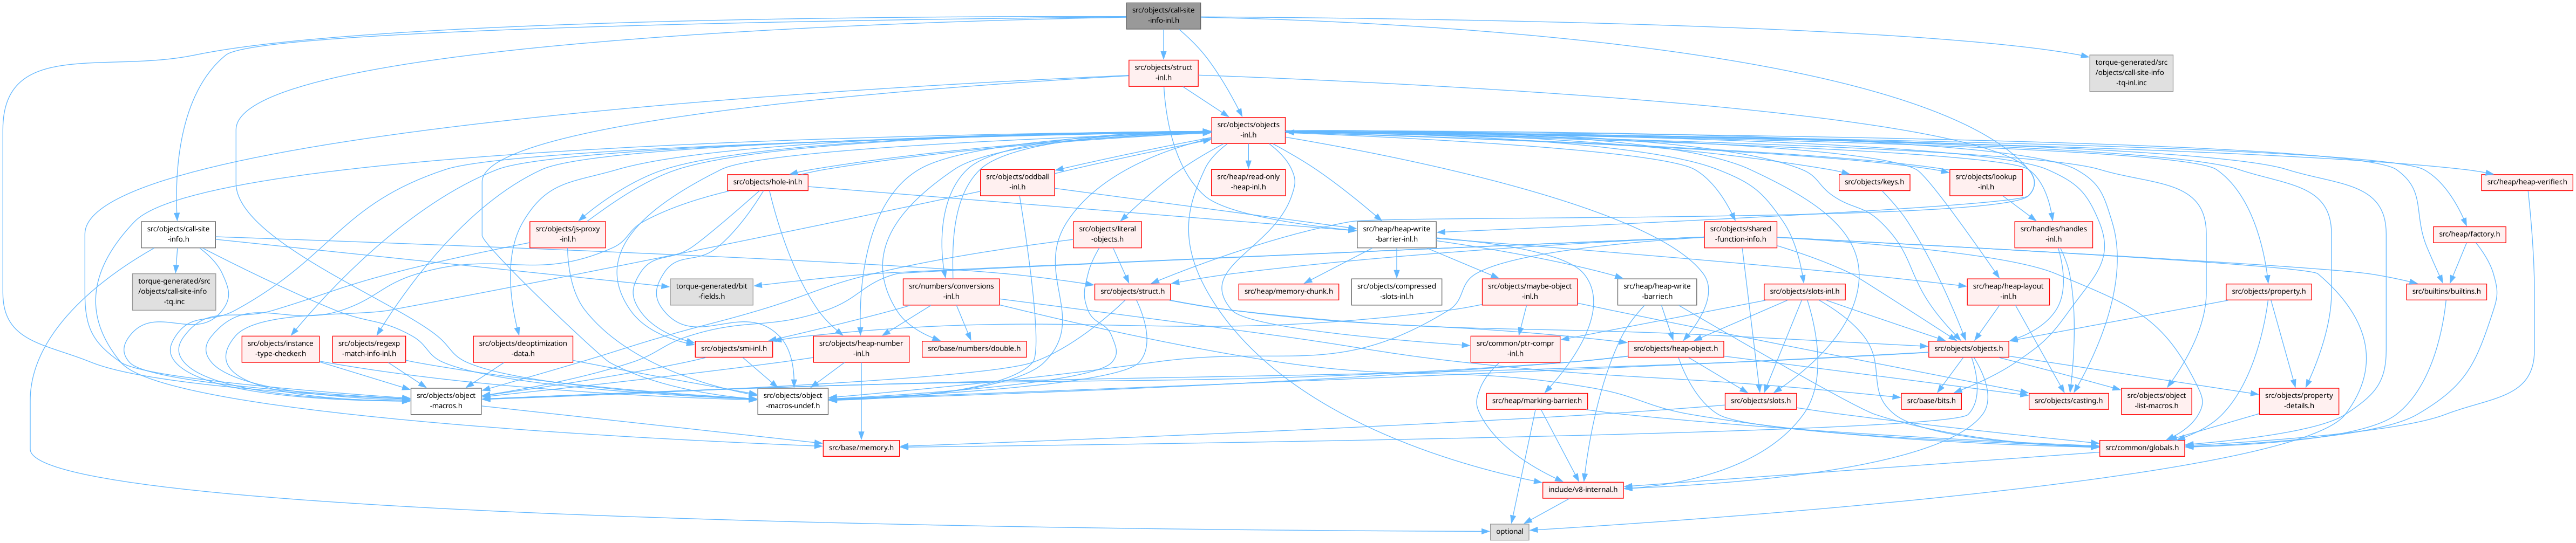 src/objects/call-site
-info-inl.h
src/objects/struct
-inl.h
torque-generated/src
/objects/call-site-info
-tq-inl.inc
src/objects/objects
-inl.h
src/objects/hole-inl.h
src/objects/oddball
-inl.h
src/heap/read-only
-heap-inl.h
src/objects/keys.h
src/objects/lookup
-inl.h
src/heap/heap-verifier.h
src/objects/call-site
-info.h
src/objects/js-proxy
-inl.h
src/objects/literal
-objects.h
src/heap/heap-write
-barrier-inl.h
src/objects/shared
-function-info.h
src/handles/handles
-inl.h
src/heap/factory.h
torque-generated/src
/objects/call-site-info
-tq.inc
torque-generated/bit
-fields.h
src/objects/struct.h
src/numbers/conversions
-inl.h
src/heap/memory-chunk.h
src/objects/compressed
-slots-inl.h
src/objects/maybe-object
-inl.h
src/heap/heap-write
-barrier.h
src/objects/slots-inl.h
src/heap/heap-layout
-inl.h
src/objects/property.h
src/builtins/builtins.h
src/objects/instance
-type-checker.h
src/objects/regexp
-match-info-inl.h
src/objects/deoptimization
-data.h
src/objects/smi-inl.h
src/objects/heap-number
-inl.h
src/base/numbers/double.h
src/common/ptr-compr
-inl.h
src/objects/heap-object.h
src/objects/objects.h
src/objects/object
-macros.h
src/objects/object
-macros-undef.h
src/heap/marking-barrier.h
src/objects/slots.h
src/base/bits.h
src/objects/casting.h
src/objects/object
-list-macros.h
src/objects/property
-details.h
src/base/memory.h
src/common/globals.h
include/v8-internal.h
optional